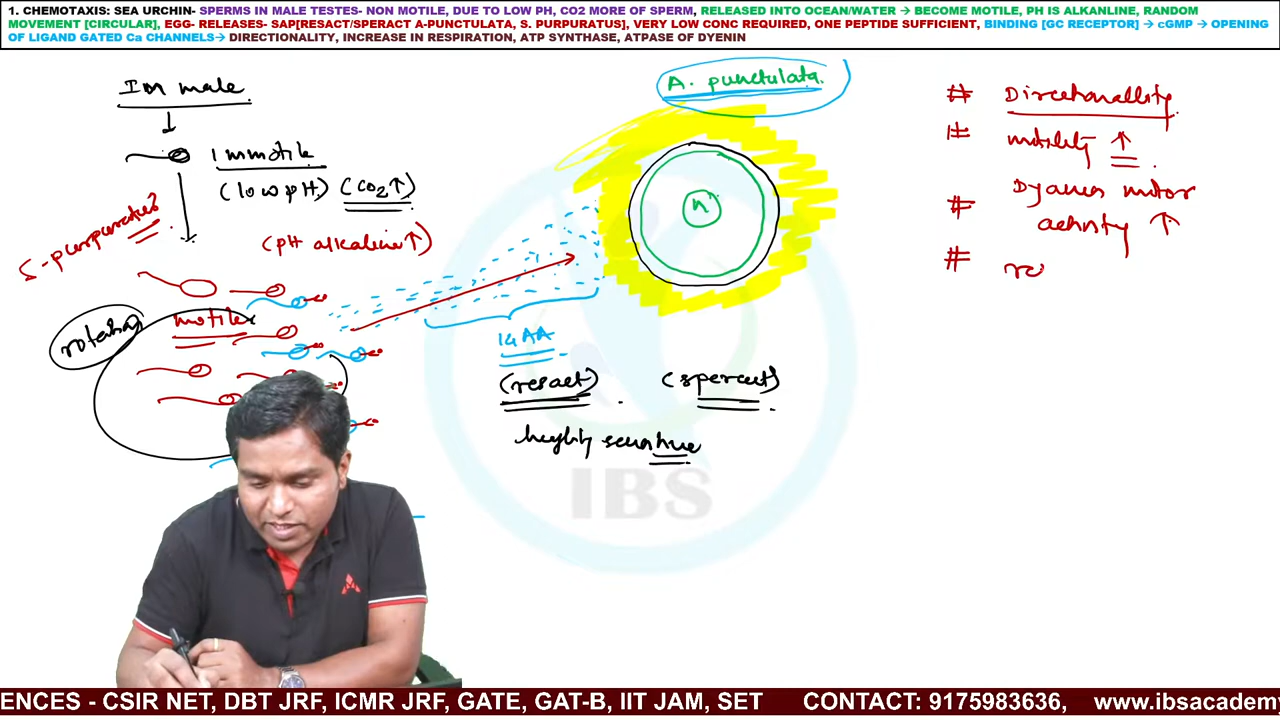 1. CHEMOTAXIS: SEA URCHIN- SPERMS IN MALE TESTES- NON MOTILE, DUE TO LOW PH, CO2 MORE OF SPERM, RELEASED INTO OCEAN/WATER → BECOME MOTILE, PH IS ALKANLINE, RANDOM
MOVEMENT [CIRCULAR], EGG- RELEASES- SAP[RESACT/SPERACT A-PUNCTULATA, S. PURPURATUS], VERY LOW CONC REQUIRED, ONE PEPTIDE SUFFICIENT, BINDING [GC RECEPTOR] → cGMP → OPENING
OF LIGAND GATED Ca CHANNELS→ DIRECTIONALITY, INCREASE IN RESPIRATION, ATP SYNTHASE, ATPASE OF DYENIN
In male
Immotile
(low pH) (CO2↑)
S-purpuratus
(pH alkaline↑)
motile
A. punctulata
n
14 AA
(resact) (speract)
highly sensitive
# Directionallity
# motility ↑
# Dyanein motor
activity ↑
#
IBS
ENCES - CSIR NET, DBT JRF, ICMR JRF, GATE, GAT-B, IIT JAM, SET CONTACT: 9175983636, www.ibsacadem